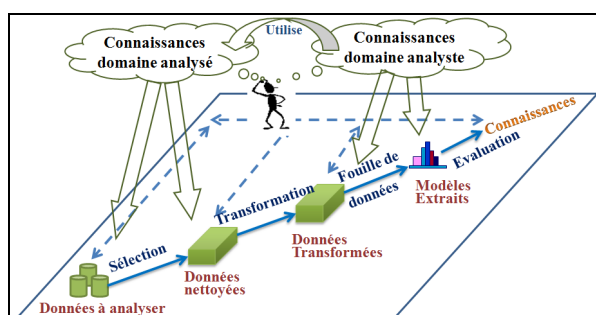 Connaissances
domaine analysé
Utilise
Connaissances
domaine analyste
Connaissances
Evaluation
Fouille de
données
Modèles
Extraits
Transformation
Données
Transformées
Sélection
Données
nettoyées
Données à analyser